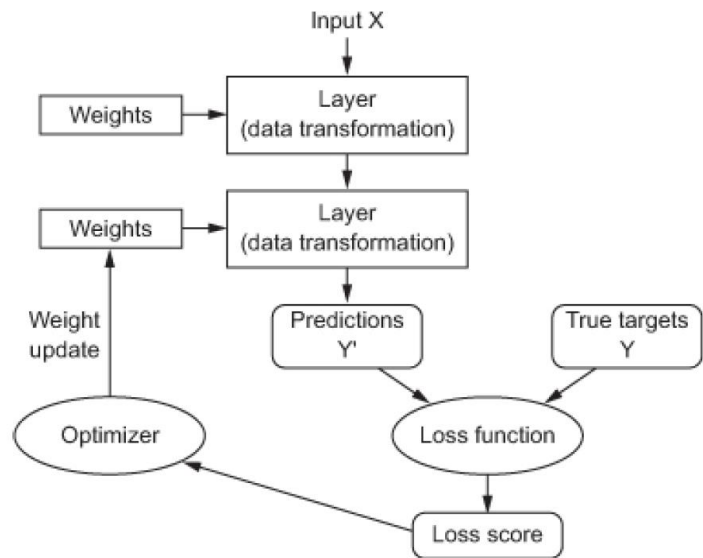 Input X
Weights
Layer
(data transformation)
Weights
Layer
(data transformation)
Weight
update
Predictions
Y'
True targets
Y
Optimizer
Loss function
Loss score